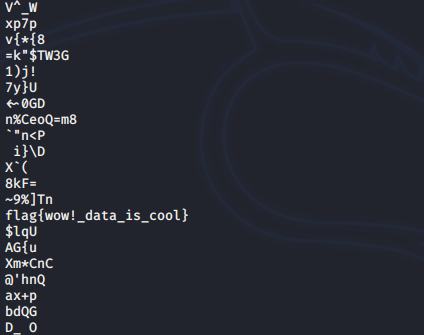 V^_W
xp7p
v{*{8
=k"$TW3G
1)j!
7y}U
<-0GD
n%CeoQ=m8
`"n<P
i}\D
X`(
8kF=
~9%]Tn
flag{wow!_data_is_cool}
$lqU
AG{u
Xm*CnC
@'hnQ
ax+p
bdQG
D_ O